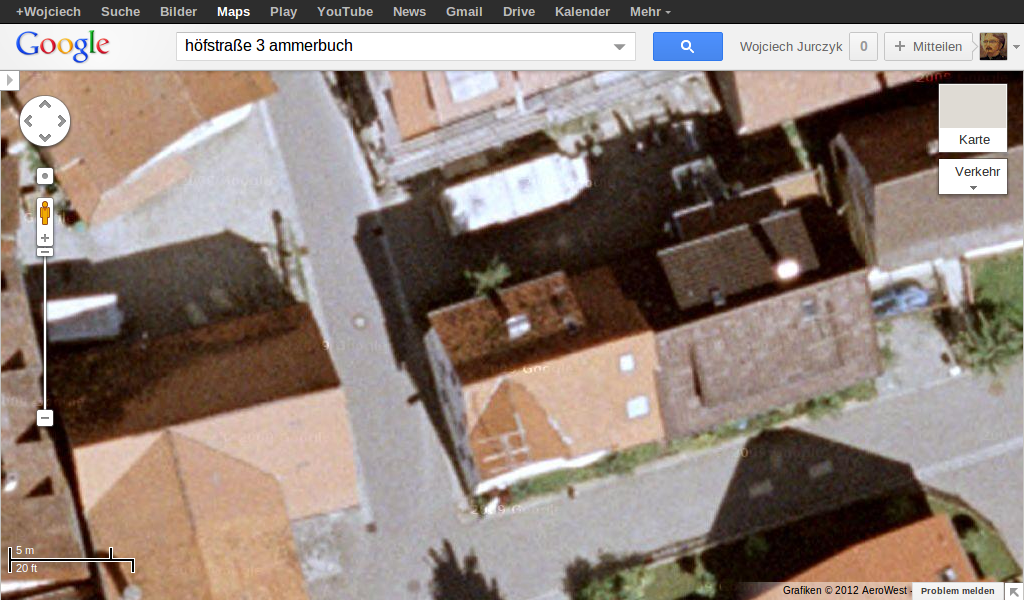 +Wojciech Suche Bilder Maps Play YouTube News Gmail Drive Kalender Mehr
Google höfstraße 3 ammerbuch Wojciech Jurczyk 0 + Mitteilen
Karte
Verkehr
5 m
20 ft
Grafiken © 2012 AeroWest - Problem melden